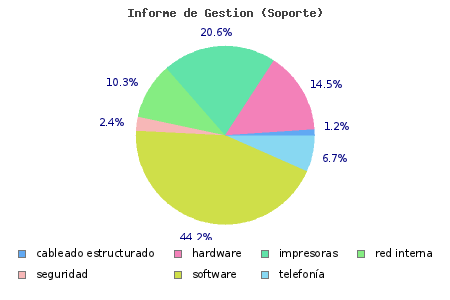 Informe de Gestion (Soporte)
20.6%
14.5%
10.3%
2.4%
1.2%
6.7%
44.2%
cableado estructurado hardware impresoras red interna
seguridad software telefonía